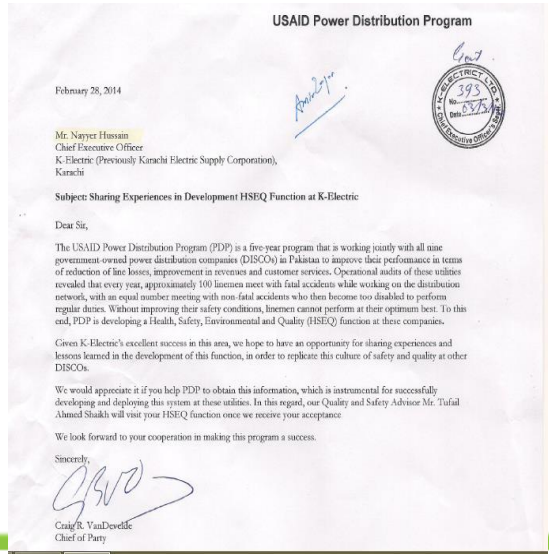 USAID Power Distribution Program
February 28, 2014
K-ELECTRIC LTD.
No. 393
Date
Chief Executive Officer's
Mr. Nayyer Hussain
Chief Executive Officer
K-Electric (Previously Karachi Electric Supply Corporation),
Karachi
Subject: Sharing Experiences in Development HSEQ Function at K-Electric
Dear Sir,
The USAID Power Distribution Program (PDP) is a five-year program that is working jointly with all nine
government-owned power distribution companies (DISCOs) in Pakistan to improve their performance in terms
of reduction of line losses, improvement in revenues and customer services. Operational audits of these utilities
revealed that every year, approximately 100 linemen meet with fatal accidents while working on the distribution
network, with an equal number meeting with non-fatal accidents who then become too disabled to perform
regular duties. Without improving their safety conditions, linemen cannot perform at their optimum best. To this
end, PDP is developing a Health, Safety, Environmental and Quality (HSEQ) function at these companies.
Given K-Electric's excellent success in this area, we hope to have an opportunity for sharing experiences and
lessons learned in the development of this function, in order to replicate this culture of safety and quality at other
DISCOs.
We would appreciate it if you help PDP to obtain this information, which is instrumental for successfully
developing and deploying this system at these utilities. In this regard, our Quality and Safety Advisor Mr. Tufail
Ahmed Shaikh will visit your HSEQ function once we receive your acceptance
We look forward to your cooperation in making this program a success.
Sincerely,
Craig R. VanDevelde
Chief of Party